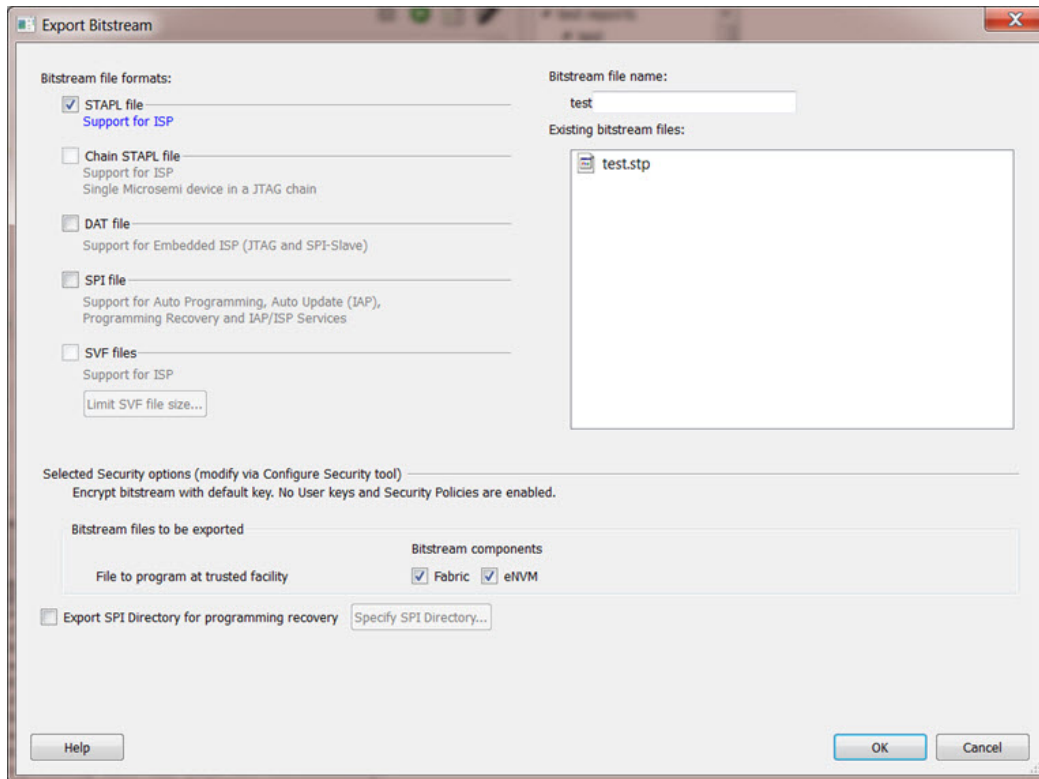 Export Bitstream
Bitstream file formats:
STAPL file
Support for ISP
Chain STAPL file
Support for ISP
Single Microsemi device in a JTAG chain
DAT file
Support for Embedded ISP (JTAG and SPI-Slave)
SPI file
Support for Auto Programming, Auto Update (IAP),
Programming Recovery and IAP/ISP Services
SVF files
Support for ISP
Limit SVF file size...
Bitstream file name:
test
Existing bitstream files:
test.stp
Selected Security options (modify via Configure Security tool)
Encrypt bitstream with default key. No User keys and Security Policies are enabled.
Bitstream files to be exported
Bitstream components
File to program at trusted facility Fabric eNVM
Export SPI Directory for programming recovery Specify SPI Directory...
Help OK Cancel